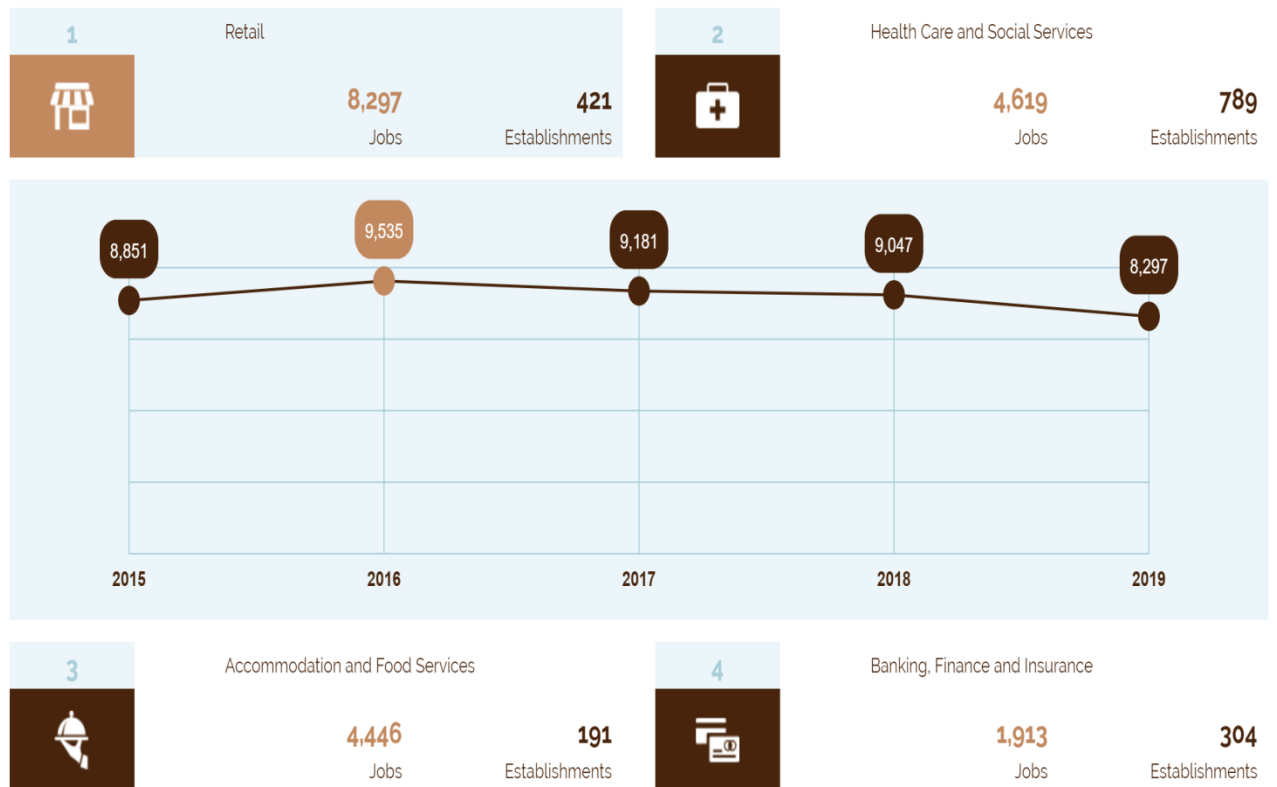 1
Retail
8,297
Jobs
421
Establishments
2
Health Care and Social Services
4,619
Jobs
789
Establishments
8,851
9,535
9,181
9,047
8,297
2015
2016
2017
2018
2019
3
Accommodation and Food Services
4,446
Jobs
191
Establishments
4
Banking, Finance and Insurance
1,913
Jobs
304
Establishments